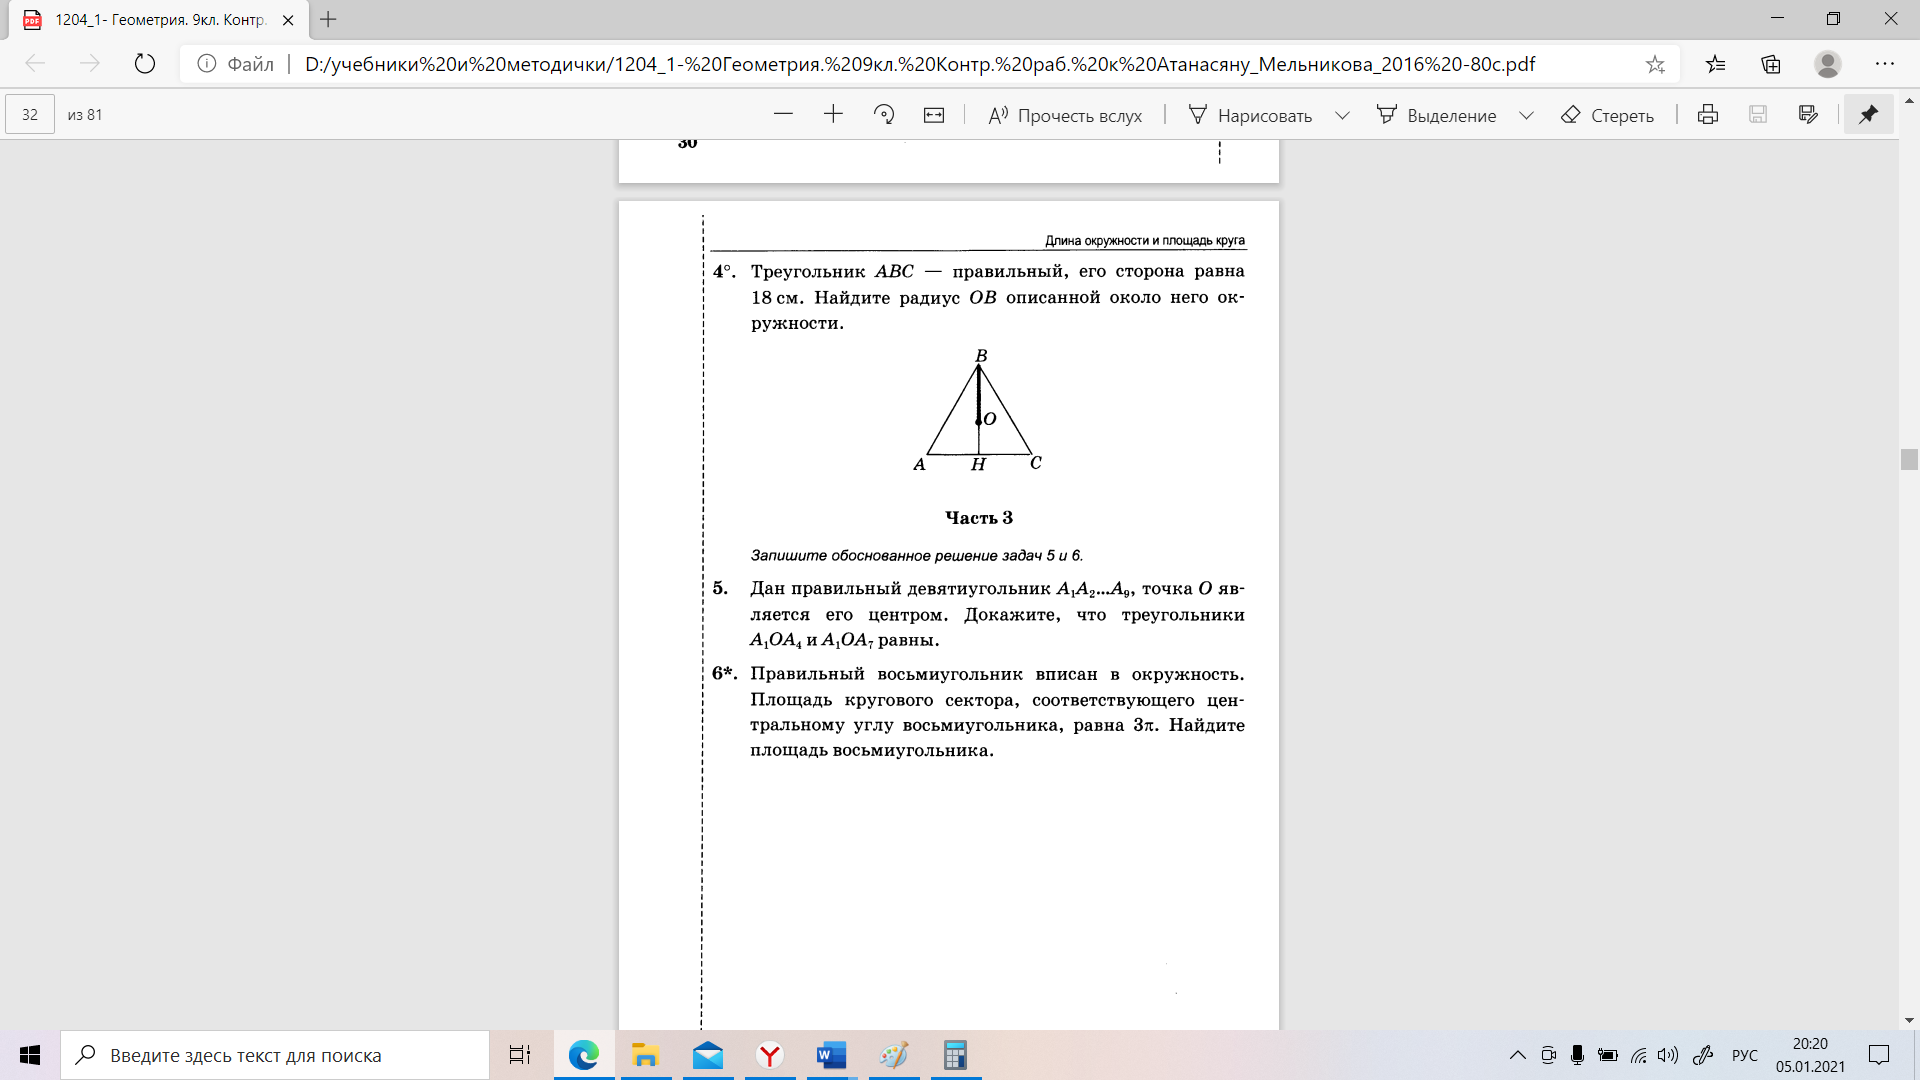 1204_1- Геометрия. 9кл. Контр.
Файл
D:/учебники%20и%20методички/1204_1-%20Геометрия.%209кл.%20Контр.%20раб.%20к%20Атанасяну_Мельникова_2016%20-80с.pdf
32 из 81
Прочесть вслух
Нарисовать
Выделение
Стереть
30
Длина окружности и площадь круга
4°. Треугольник ABC — правильный, его сторона равна
18 см. Найдите радиус OB описанной около него ок-
ружности.
B
O
A
H
C
Часть 3
Запишите обоснованное решение задач 5 и 6.
5. Дан правильный девятиугольник A₁A₂...A₉, точка O яв-
ляется его центром. Докажите, что треугольники
A₁OA₄ и A₁OA₇ равны.
6*. Правильный восьмиугольник вписан в окружность.
Площадь кругового сектора, соответствующего цен-
тральному углу восьмиугольника, равна 3π. Найдите
площадь восьмиугольника.
Введите здесь текст для поиска
РУС
20:20
05.01.2021